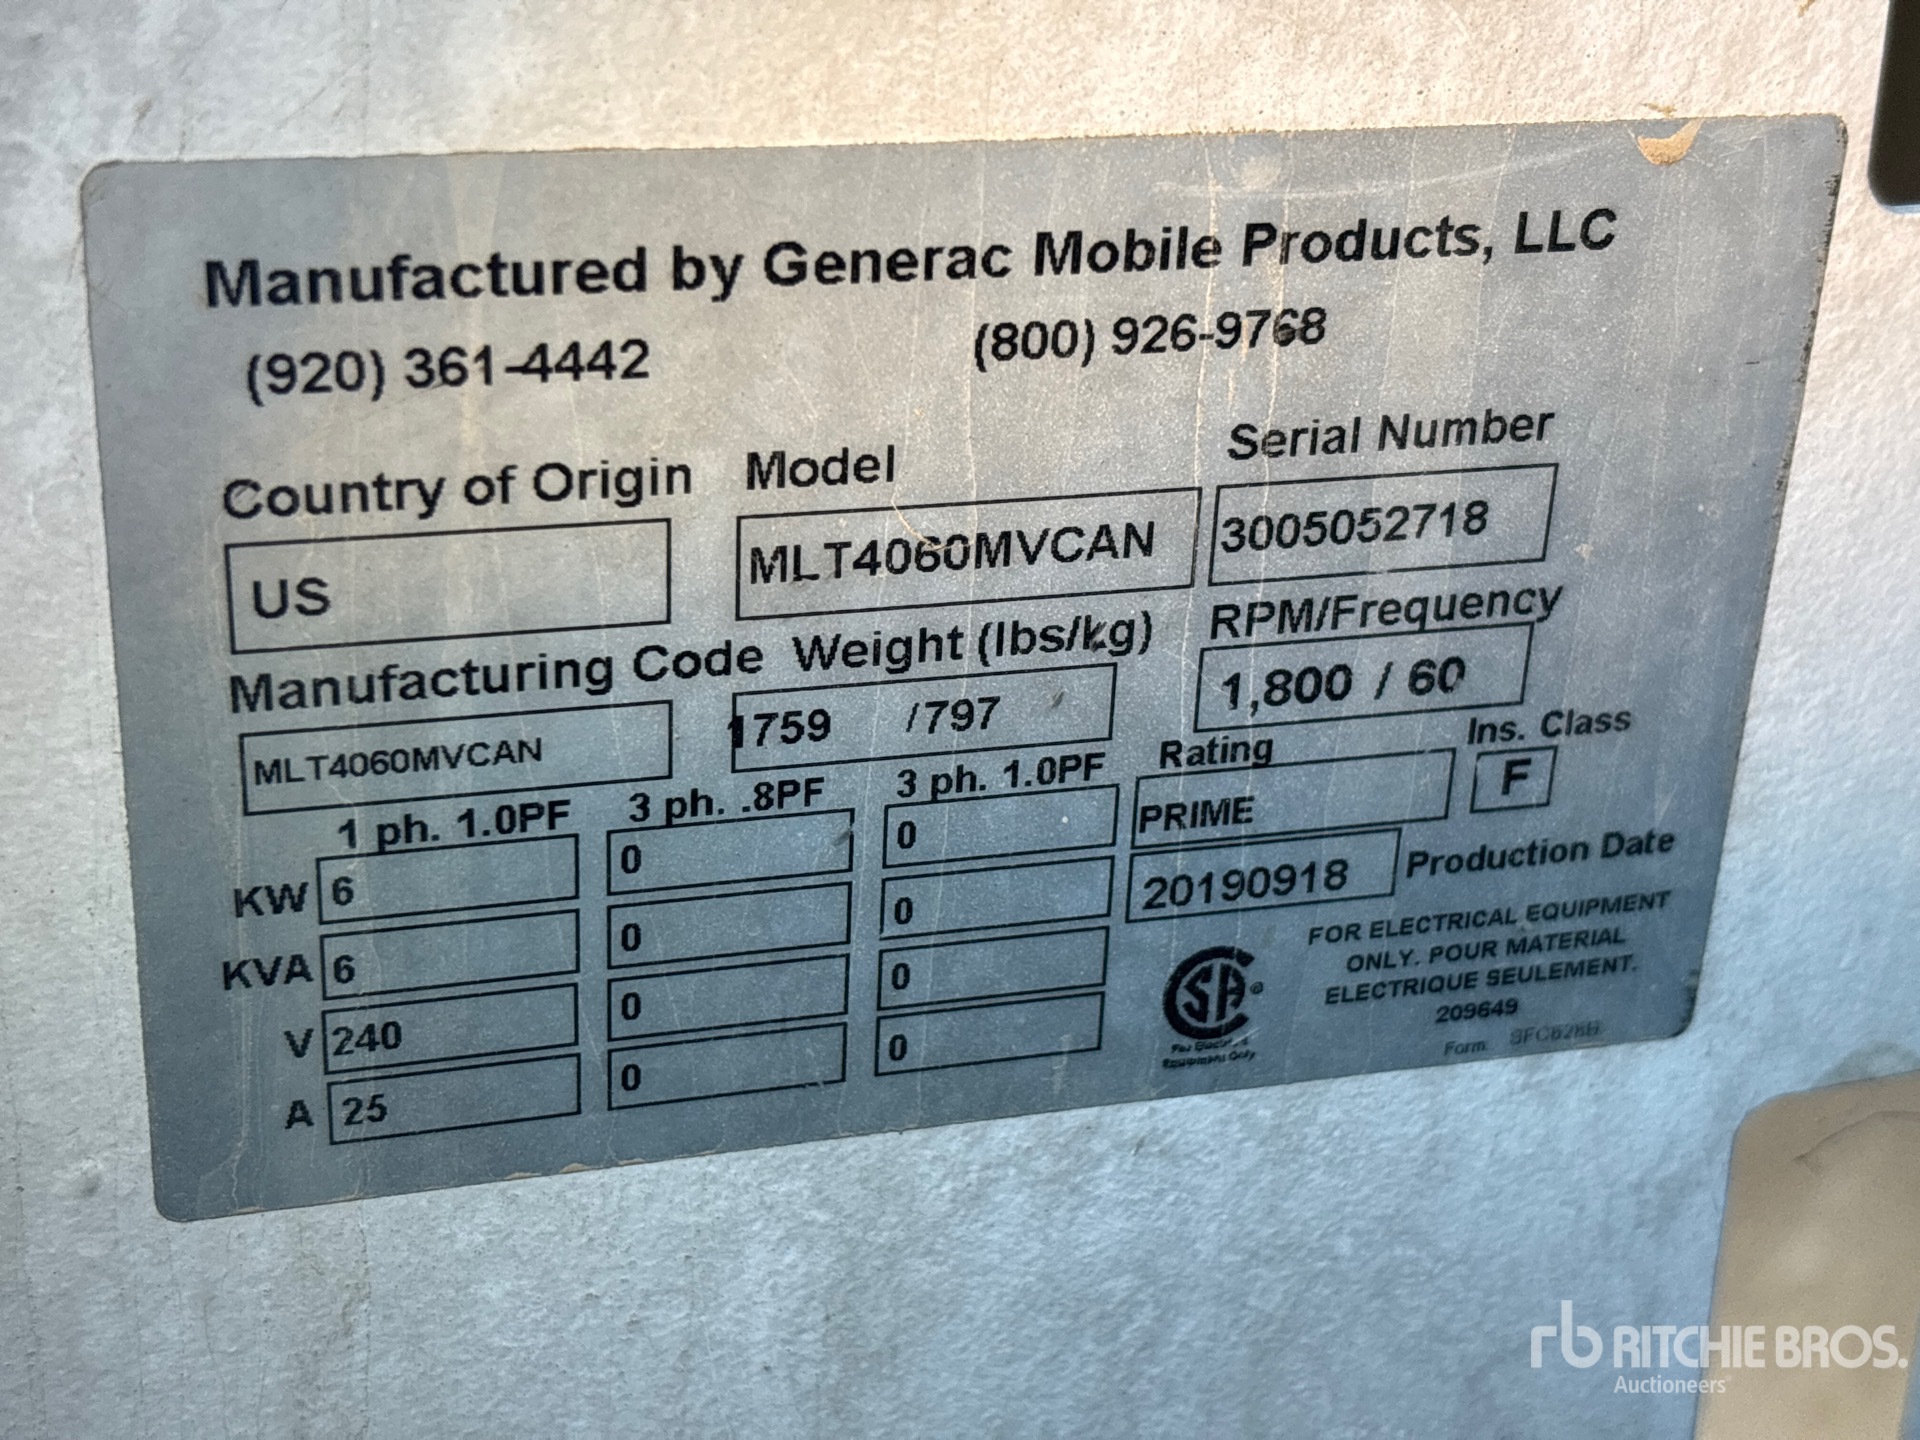 Manufactured by Generac Mobile Products, LLC
(920) 361-4442 (800) 926-9768
Country of Origin Model Serial Number
US MLT4060MVCAN 3005052718
Manufacturing Code Weight (lbs/kg) RPM/Frequency
MLT4060MVCAN 1759 /797 1,800 / 60
1 ph. 1.0PF 3 ph. .8PF 3 ph. 1.0PF Rating Ins. Class
PRIME F
KW 6 0 0
20190918 Production Date
KVA 6 0 0
V 240 0 0
A 25 0 0
CSA ®
Equipment Only
FOR ELECTRICAL EQUIPMENT
ONLY. POUR MATERIAL
ELECTRIQUE SEULEMENT.
209649
Form
rb RITCHIE BROS.
Auctioneers